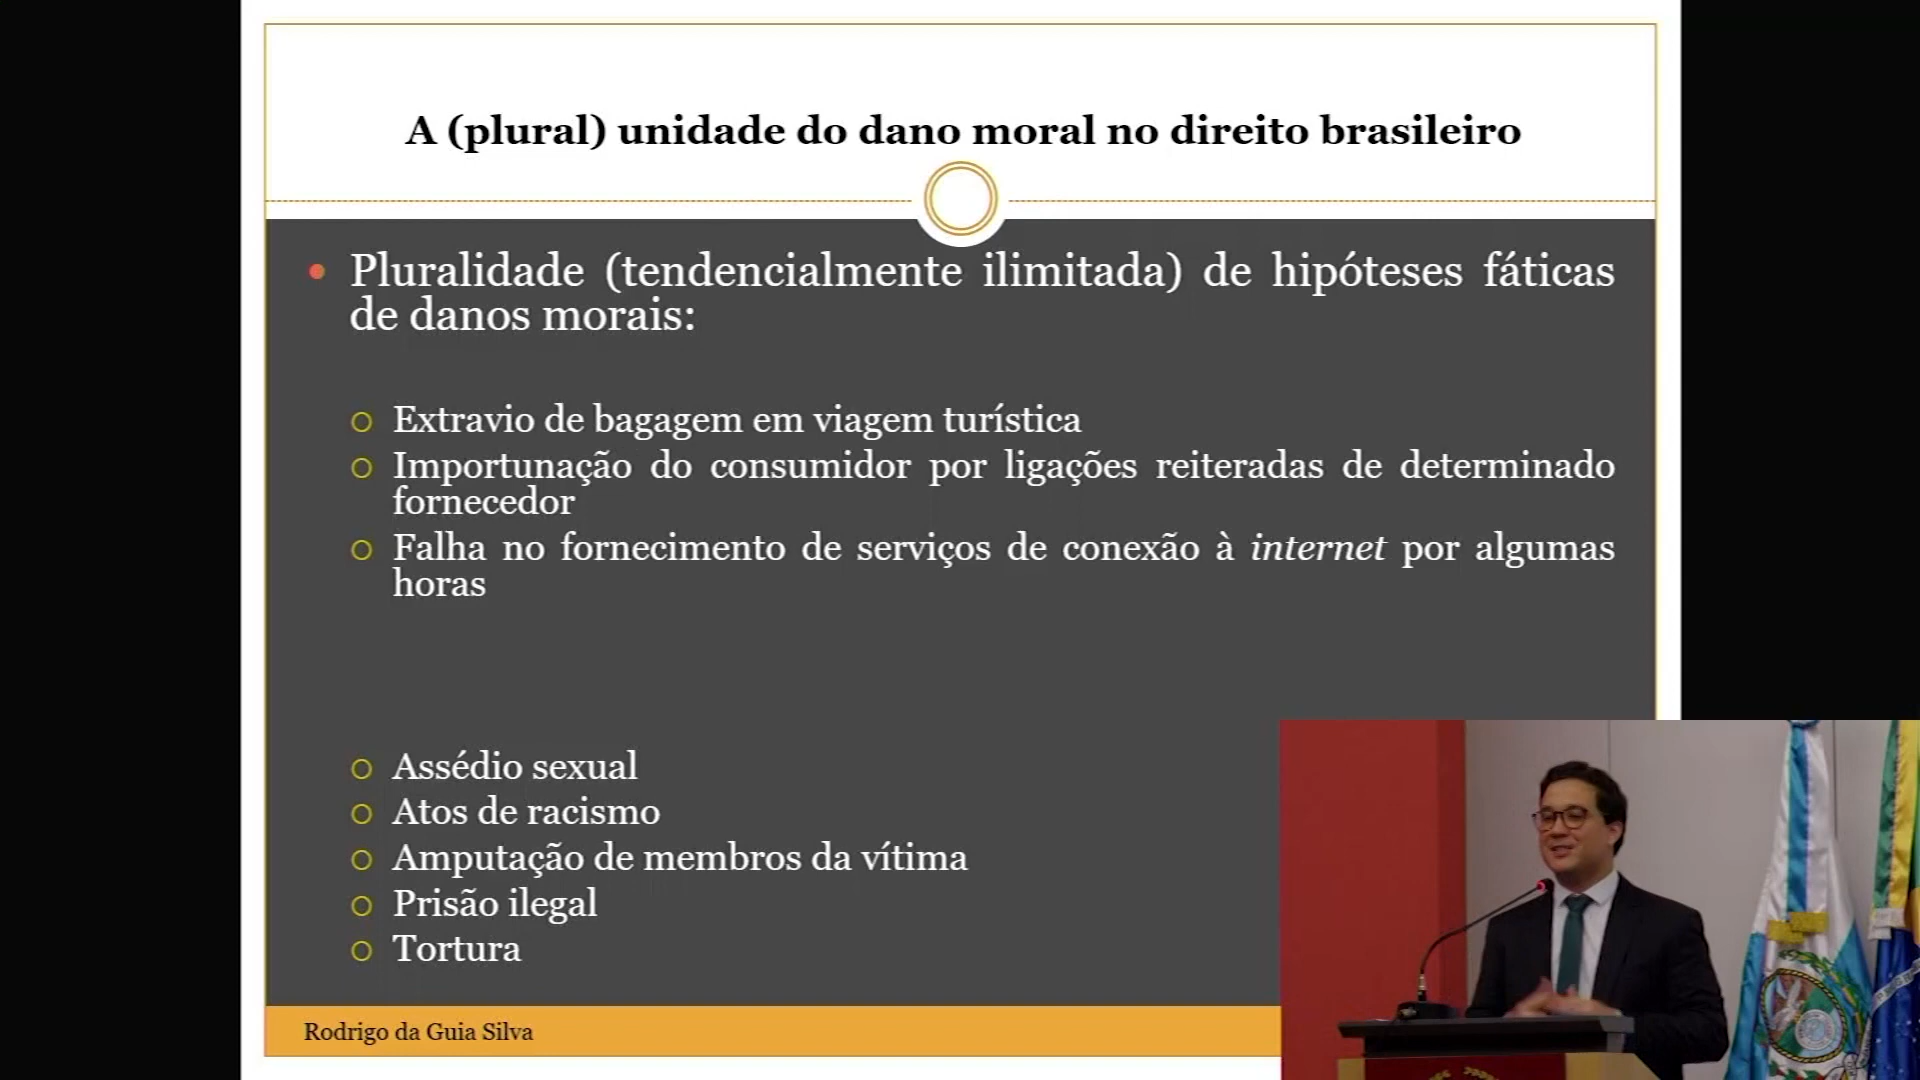 A (plural) unidade do dano moral no direito brasileiro
Pluralidade (tendencialmente ilimitada) de hipóteses fáticas
de danos morais:
Extravio de bagagem em viagem turística
Importunação do consumidor por ligações reiteradas de determinado
fornecedor
Falha no fornecimento de serviços de conexão à internet por algumas
horas
Assédio sexual
Atos de racismo
Amputação de membros da vítima
Prisão ilegal
Tortura
Rodrigo da Guia Silva